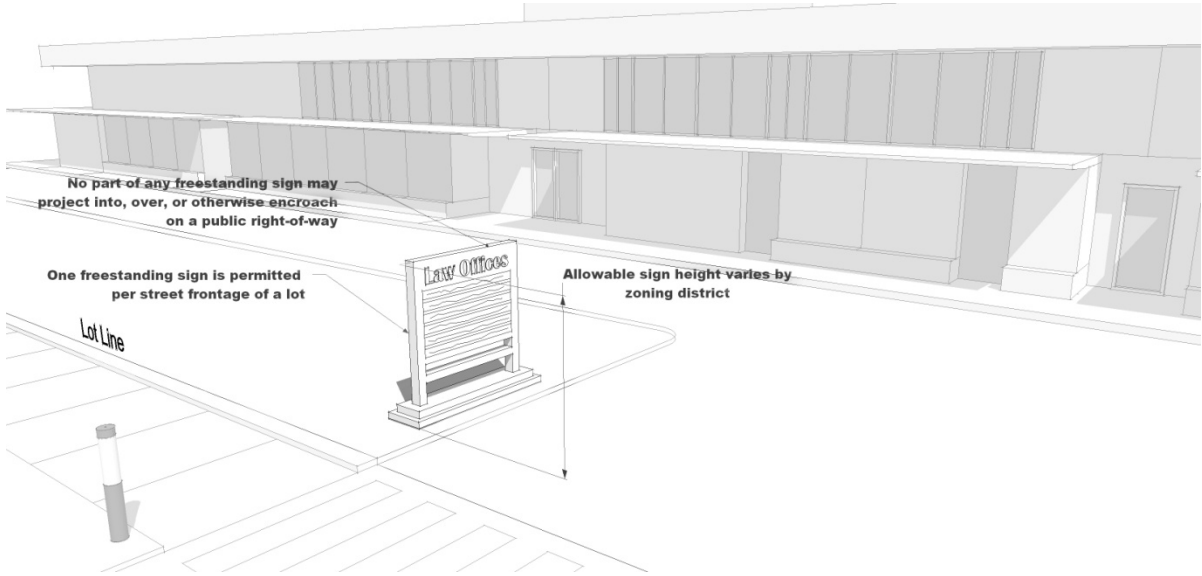 No part of any freestanding sign may
project into, over, or otherwise encroach
on a public right-of-way
Law Offices
One freestanding sign is permitted
per street frontage of a lot
Allowable sign height varies by
zoning district
Lot Line